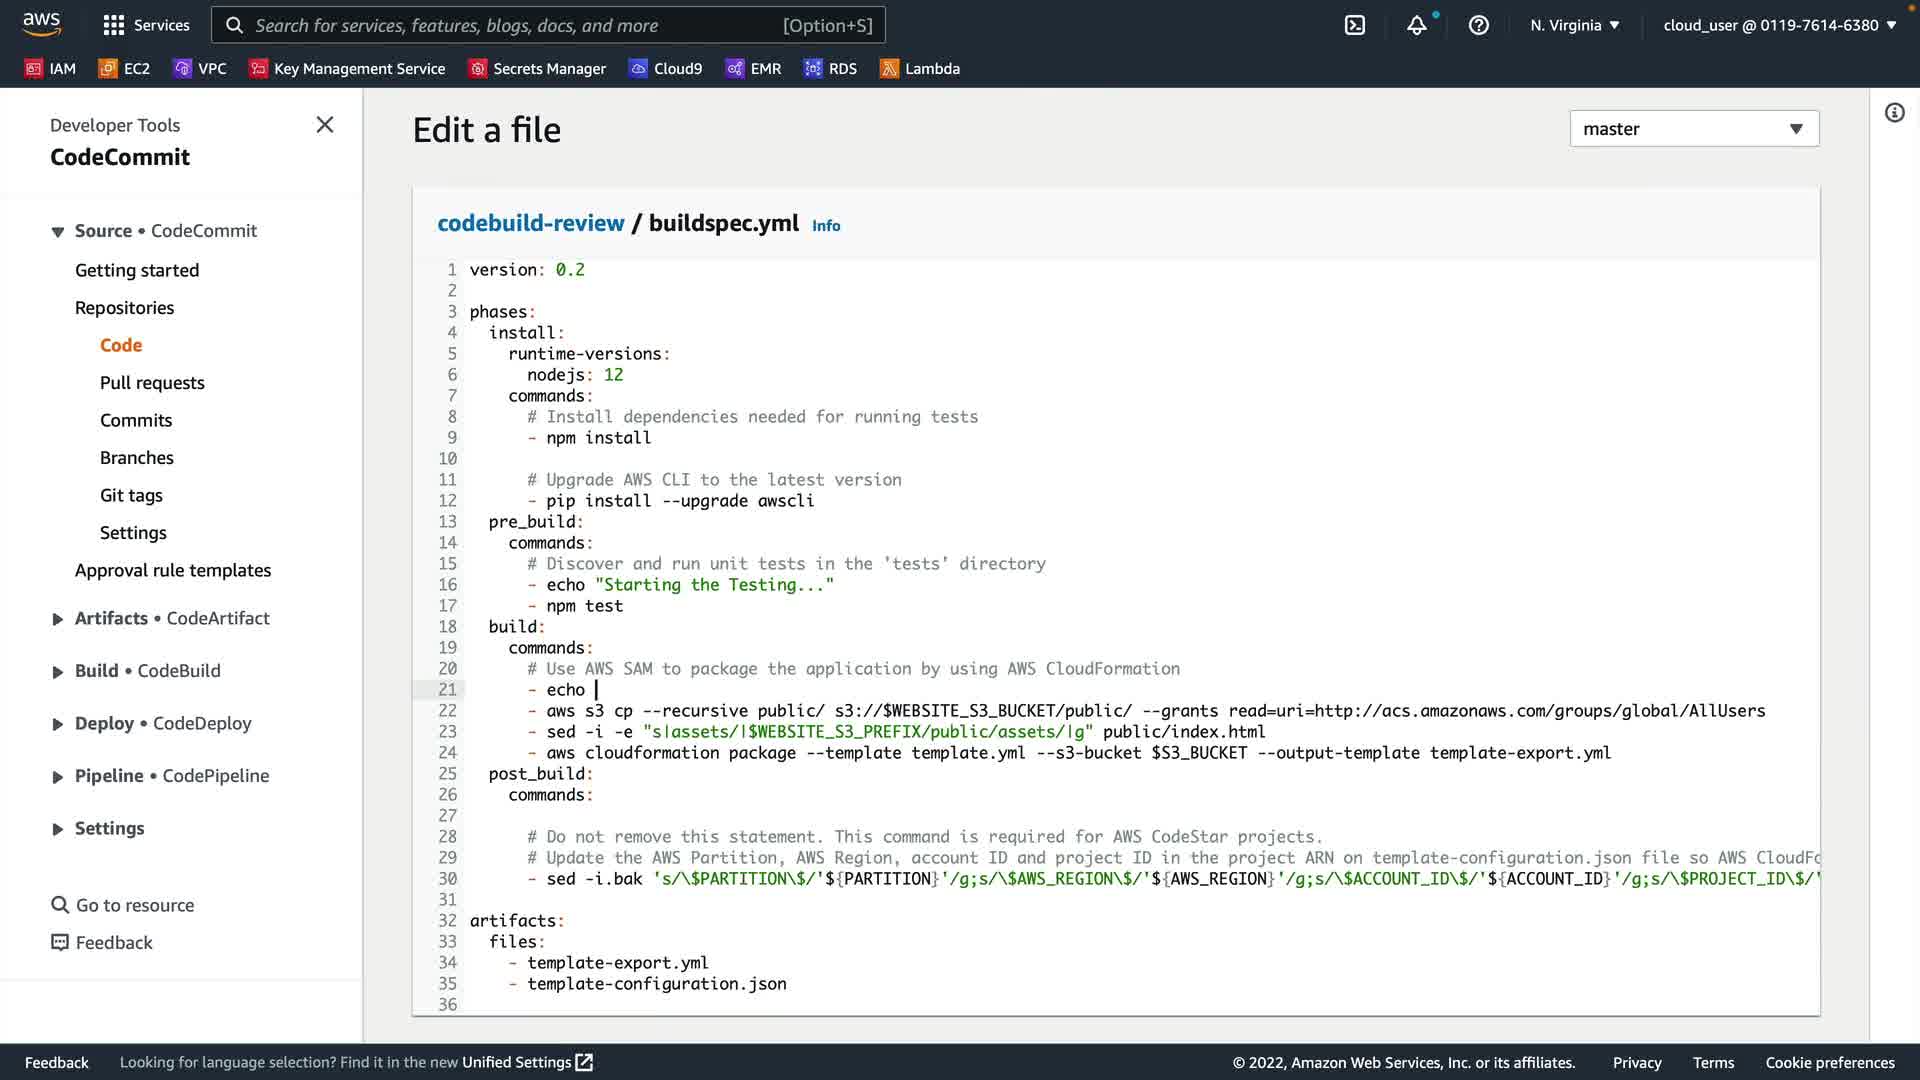 aws
Services
Search for services, features, blogs, docs, and more
[Option+S]
N. Virginia
cloud_user @ 0119-7614-6380
IAM
EC2
VPC
Key Management Service
Secrets Manager
Cloud9
EMR
RDS
Lambda
Developer Tools
CodeCommit
Source • CodeCommit
Getting started
Repositories
Code
Pull requests
Commits
Branches
Git tags
Settings
Approval rule templates
Artifacts • CodeArtifact
Build • CodeBuild
Deploy • CodeDeploy
Pipeline • CodePipeline
Settings
Go to resource
Feedback
Edit a file
master
codebuild-review / buildspec.yml Info
1 version: 0.2
2
3 phases:
4 install:
5 runtime-versions:
6 nodejs: 12
7 commands:
8 # Install dependencies needed for running tests
9 - npm install
10
11 # Upgrade AWS CLI to the latest version
12 - pip install --upgrade awscli
13 pre_build:
14 commands:
15 # Discover and run unit tests in the 'tests' directory
16 - echo "Starting the Testing..."
17 - npm test
18 build:
19 commands:
20 # Use AWS SAM to package the application by using AWS CloudFormation
21 - echo
22 - aws s3 cp --recursive public/ s3://$WEBSITE_S3_BUCKET/public/ --grants read=uri=http://acs.amazonaws.com/groups/global/AllUsers
23 - sed -i -e "s|assets/|$WEBSITE_S3_PREFIX/public/assets/|g" public/index.html
24 - aws cloudformation package --template template.yml --s3-bucket $S3_BUCKET --output-template template-export.yml
25 post_build:
26 commands:
27
28 # Do not remove this statement. This command is required for AWS CodeStar projects.
29 # Update the AWS Partition, AWS Region, account ID and project ID in the project ARN on template-configuration.json file so AWS CloudFo
30 - sed -i.bak 's/\$PARTITION\$/'${PARTITION}'/g;s/\$AWS_REGION\$/'${AWS_REGION}'/g;s/\$ACCOUNT_ID\$/'${ACCOUNT_ID}'/g;s/\$PROJECT_ID\$/'
31
32 artifacts:
33 files:
34 - template-export.yml
35 - template-configuration.json
36
Feedback
Looking for language selection? Find it in the new Unified Settings
© 2022, Amazon Web Services, Inc. or its affiliates.
Privacy
Terms
Cookie preferences